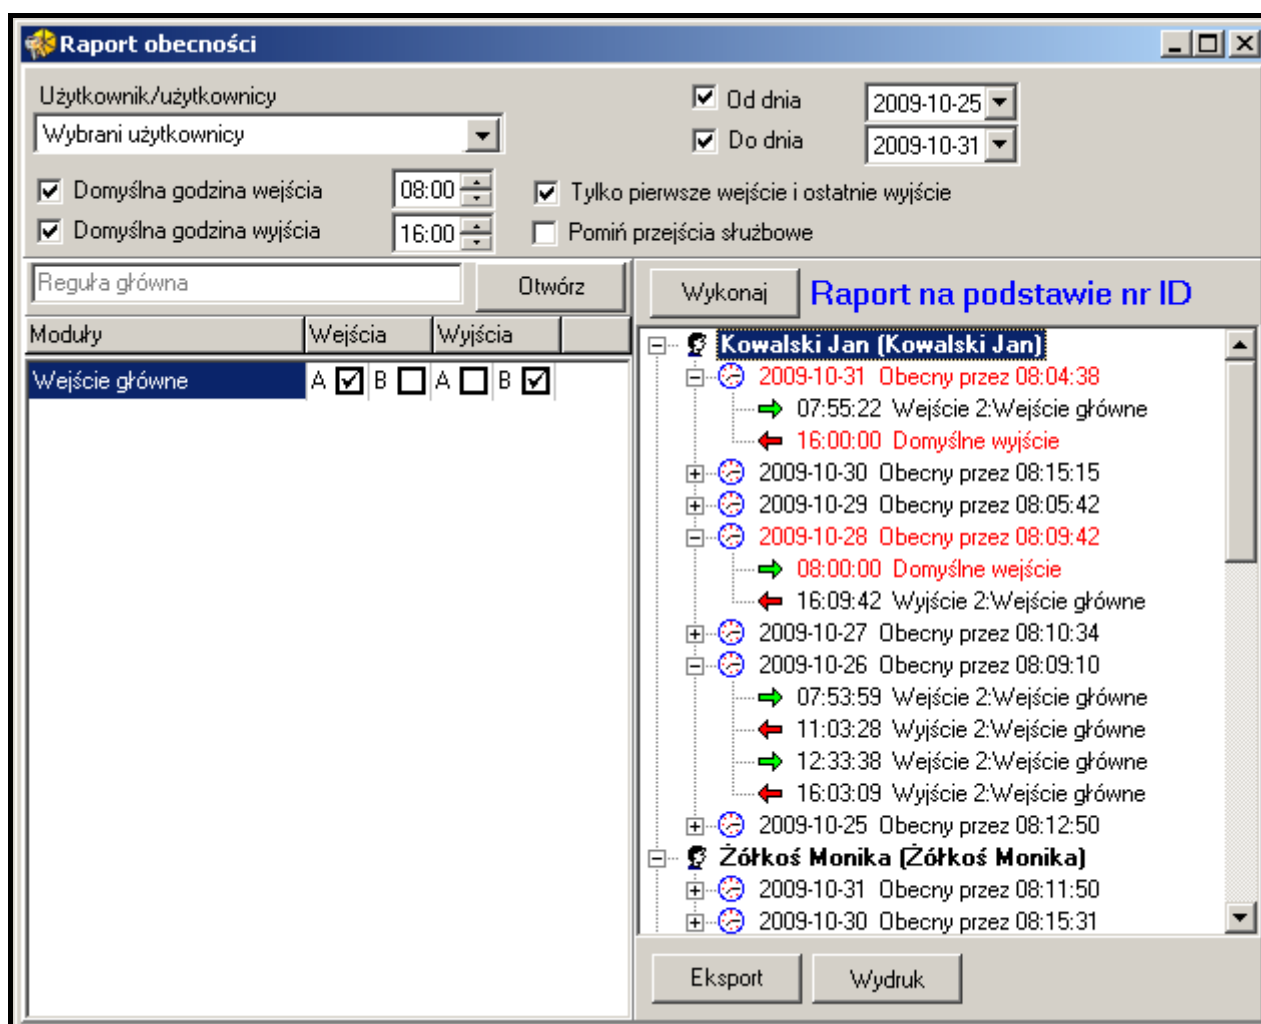 Raport obecności
Użytkownik/użytkownicy
Wybrani użytkownicy
Od dnia 2009-10-25
Do dnia 2009-10-31
Domyślna godzina wejścia 08:00
Tylko pierwsze wejście i ostatnie wyjście
Domyślna godzina wyjścia 16:00
Pomiń przejścia służbowe
Reguła główna
Otwórz
Moduły Wejścia Wyjścia
Wejście główne A B A B
Wykonaj
Raport na podstawie nr ID
Kowalski Jan (Kowalski Jan)
2009-10-31 Obecny przez 08:04:38
07:55:22 Wejście 2:Wejście główne
16:00:00 Domyślne wyjście
2009-10-30 Obecny przez 08:15:15
2009-10-29 Obecny przez 08:05:42
2009-10-28 Obecny przez 08:09:42
08:00:00 Domyślne wejście
16:09:42 Wyjście 2:Wejście główne
2009-10-27 Obecny przez 08:10:34
2009-10-26 Obecny przez 08:09:10
07:53:59 Wejście 2:Wejście główne
11:03:28 Wyjście 2:Wejście główne
12:33:38 Wejście 2:Wejście główne
16:03:09 Wyjście 2:Wejście główne
2009-10-25 Obecny przez 08:12:50
Żółkoś Monika (Żółkoś Monika)
2009-10-31 Obecny przez 08:11:50
2009-10-30 Obecny przez 08:15:31
Eksport
Wydruk